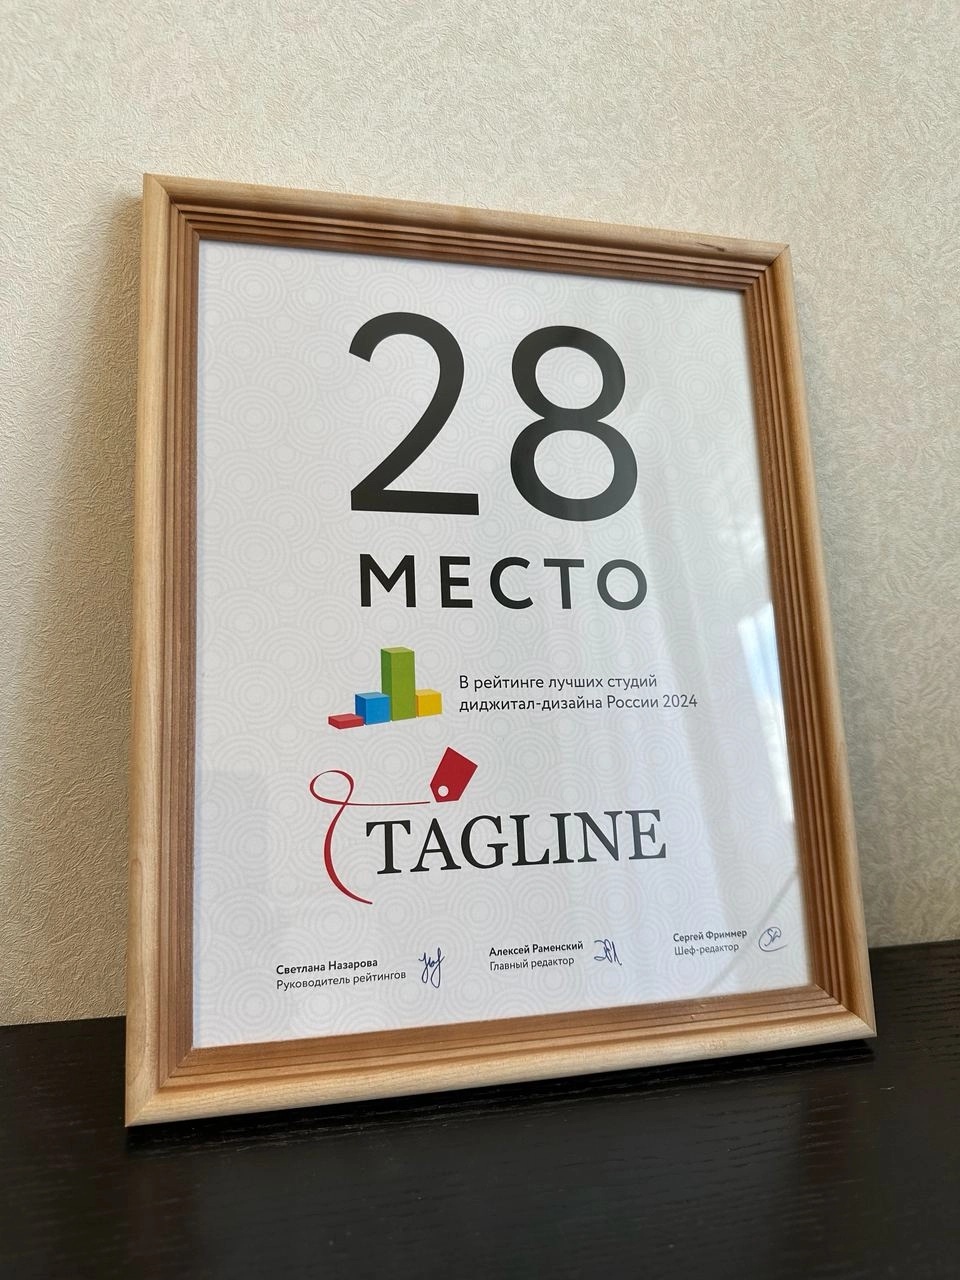 28
МЕСТО
В рейтинге лучших студий
диджитал-дизайна России 2024
TAGLINE
Светлана Назарова
Руководитель рейтингов
Алексей Раменский
Главный редактор
Сергей Фриммер
Шеф-редактор